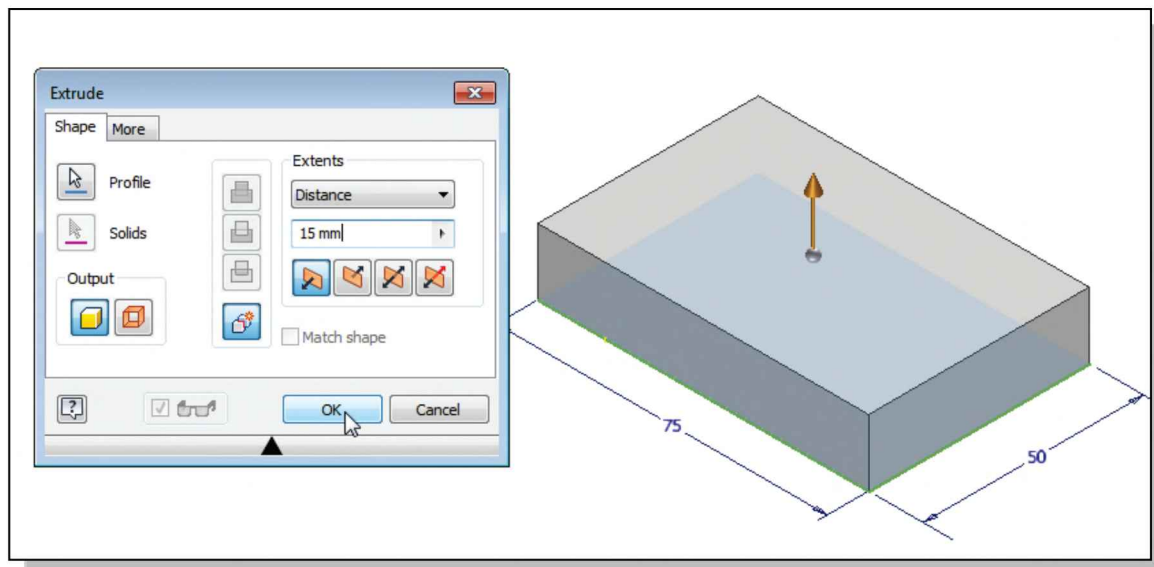 Extrude
Shape More
Profile
Solids
Output
Extents
Distance
15 mm
Match shape
?
OK Cancel
75
50